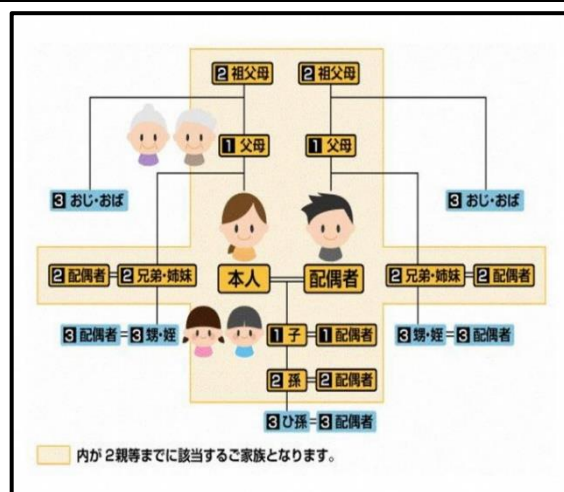 2 祖父母 2 祖父母
1 父母 1 父母
3 おじ・おば 3 おじ・おば
2 配偶者 2 兄弟・姉妹 本人 配偶者 2 兄弟・姉妹 2 配偶者
3 配偶者 3 甥・姪 1 子 1 配偶者 3 甥・姪 3 配偶者
2 孫 2 配偶者
3 ひ孫 3 配偶者
内が2親等までに該当するご家族となります。